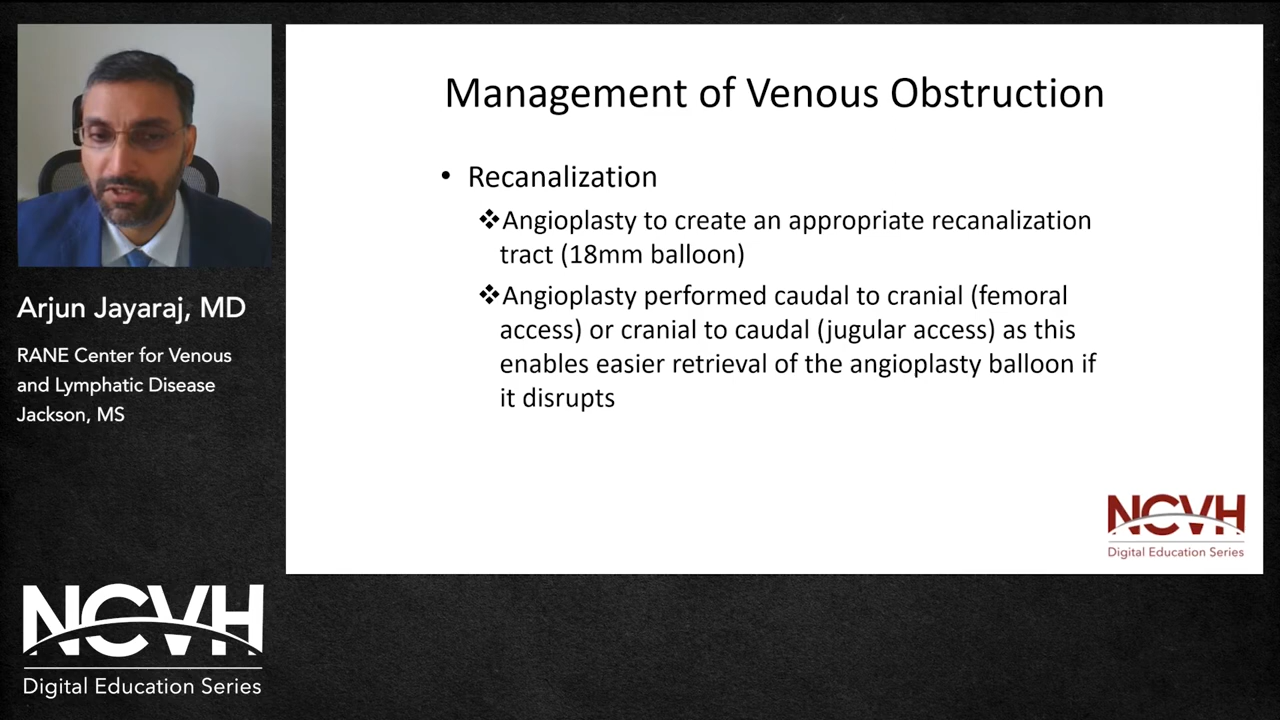 Arjun Jayaraj, MD
RANE Center for Venous
and Lymphatic Disease
Jackson, MS
NCVH
Digital Education Series
Management of Venous Obstruction
• Recanalization
❖Angioplasty to create an appropriate recanalization
tract (18mm balloon)
❖Angioplasty performed caudal to cranial (femoral
access) or cranial to caudal (jugular access) as this
enables easier retrieval of the angioplasty balloon if
it disrupts
NCVH
Digital Education Series